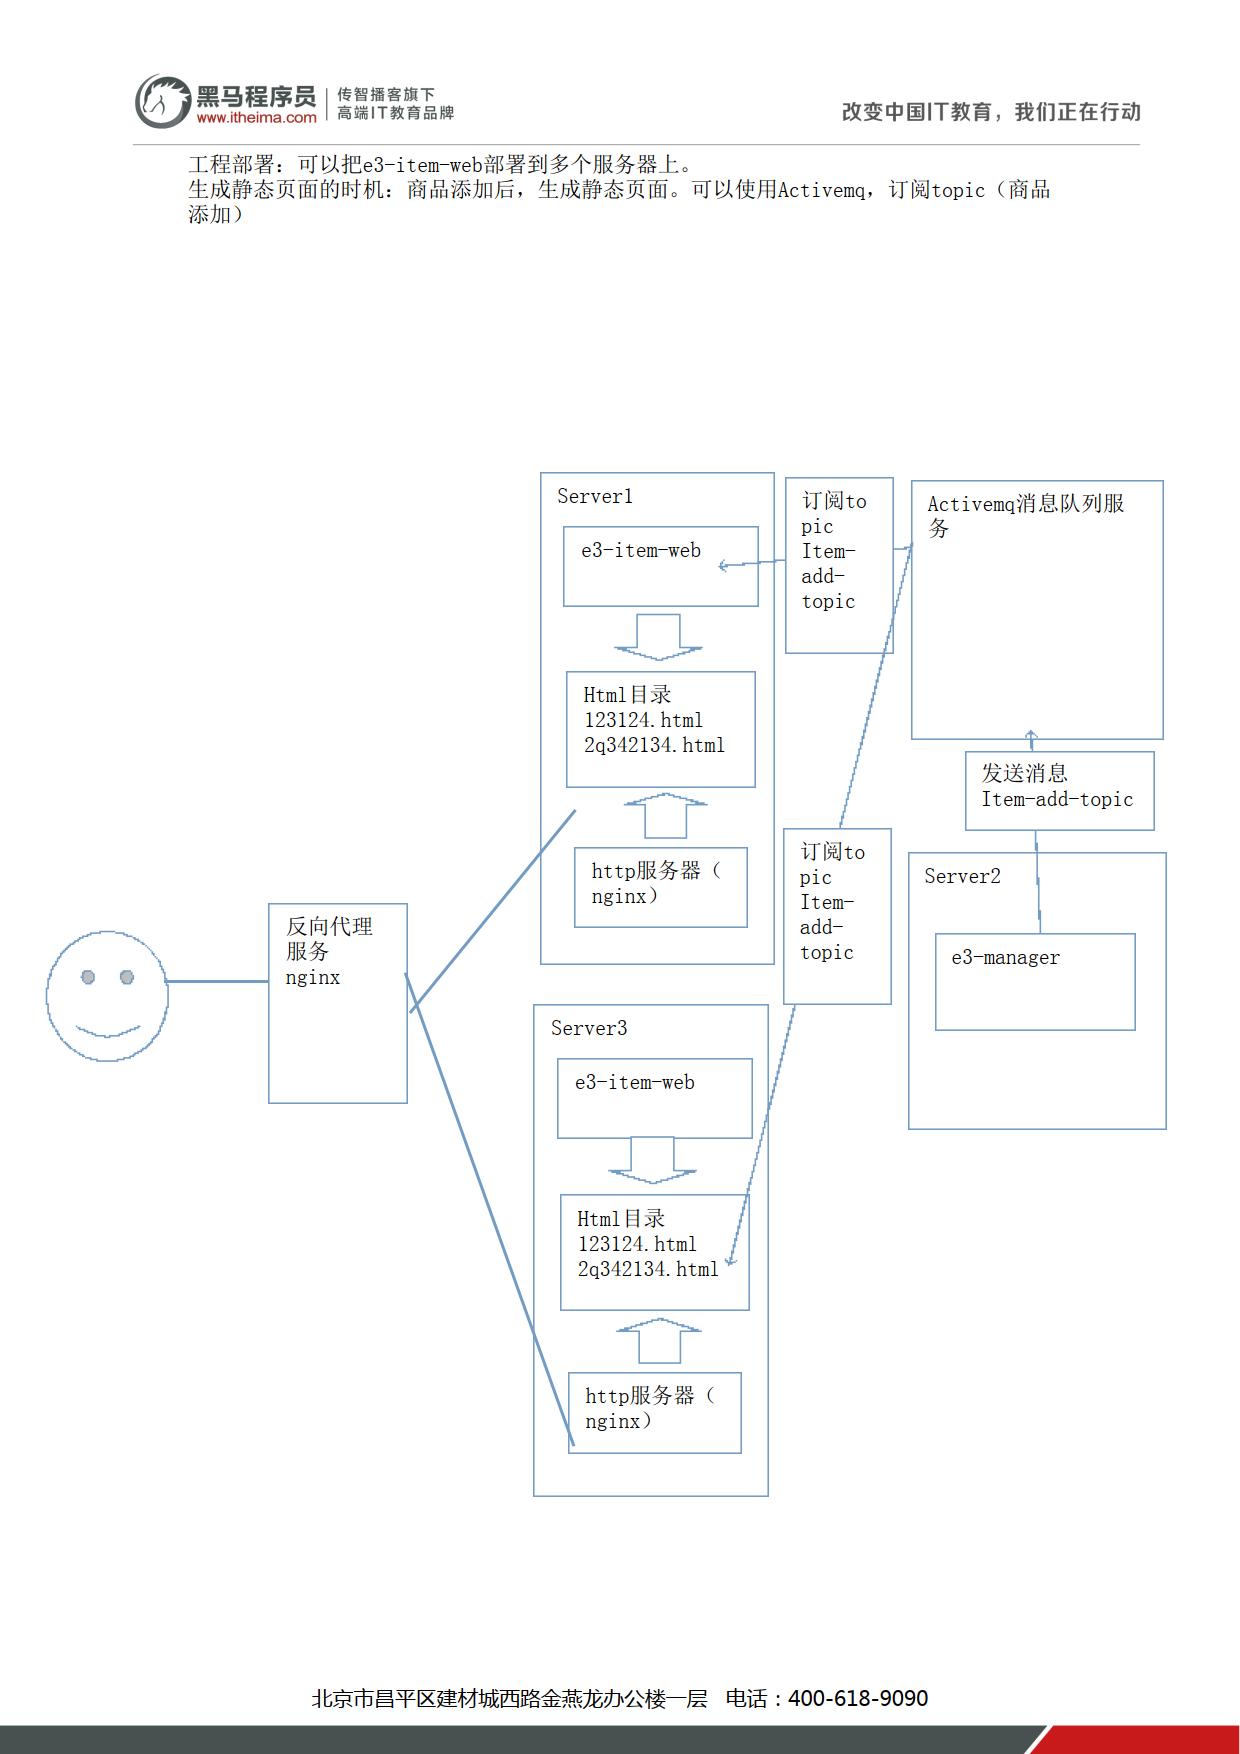 黑马程序员
www.itheima.com
传智播客旗下
高端IT教育品牌
改变中国IT教育，我们正在行动
工程部署：可以把e3-item-web部署到多个服务器上。
生成静态页面的时机：商品添加后，生成静态页面。可以使用Activemq，订阅topic（商品
添加）
Server1
e3-item-web
Html目录
123124.html
2q342134.html
http服务器（
nginx）
订阅to
pic
Item-
add-
topic
Activemq消息队列服
务
发送消息
Item-add-topic
订阅to
pic
Item-
add-
topic
Server2
e3-manager
反向代理
服务
nginx
Server3
e3-item-web
Html目录
123124.html
2q342134.html
http服务器（
nginx）
北京市昌平区建材城西路金燕龙办公楼一层 电话：400-618-9090